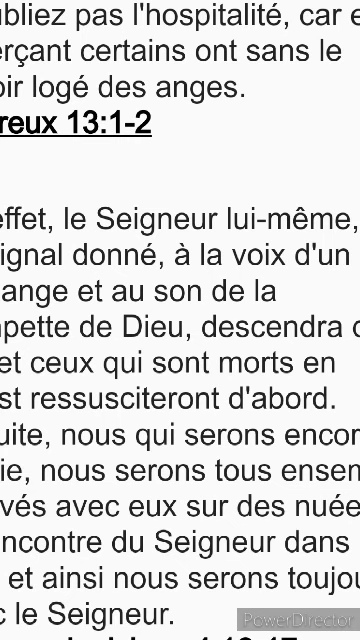 bliez pas l'hospitalité, car e
erçant certains ont sans le
oir logé des anges.
reux 13:1-2
effet, le Seigneur lui-même,
ignal donné, à la voix d'un
ange et au son de la
pette de Dieu, descendra
et ceux qui sont morts en
st ressusciteront d'abord.
uite, nous qui serons encor
ie, nous serons tous ensem
vés avec eux sur des nuée
ncontre du Seigneur dans
et ainsi nous serons toujou
c le Seigneur.
PowerDirector